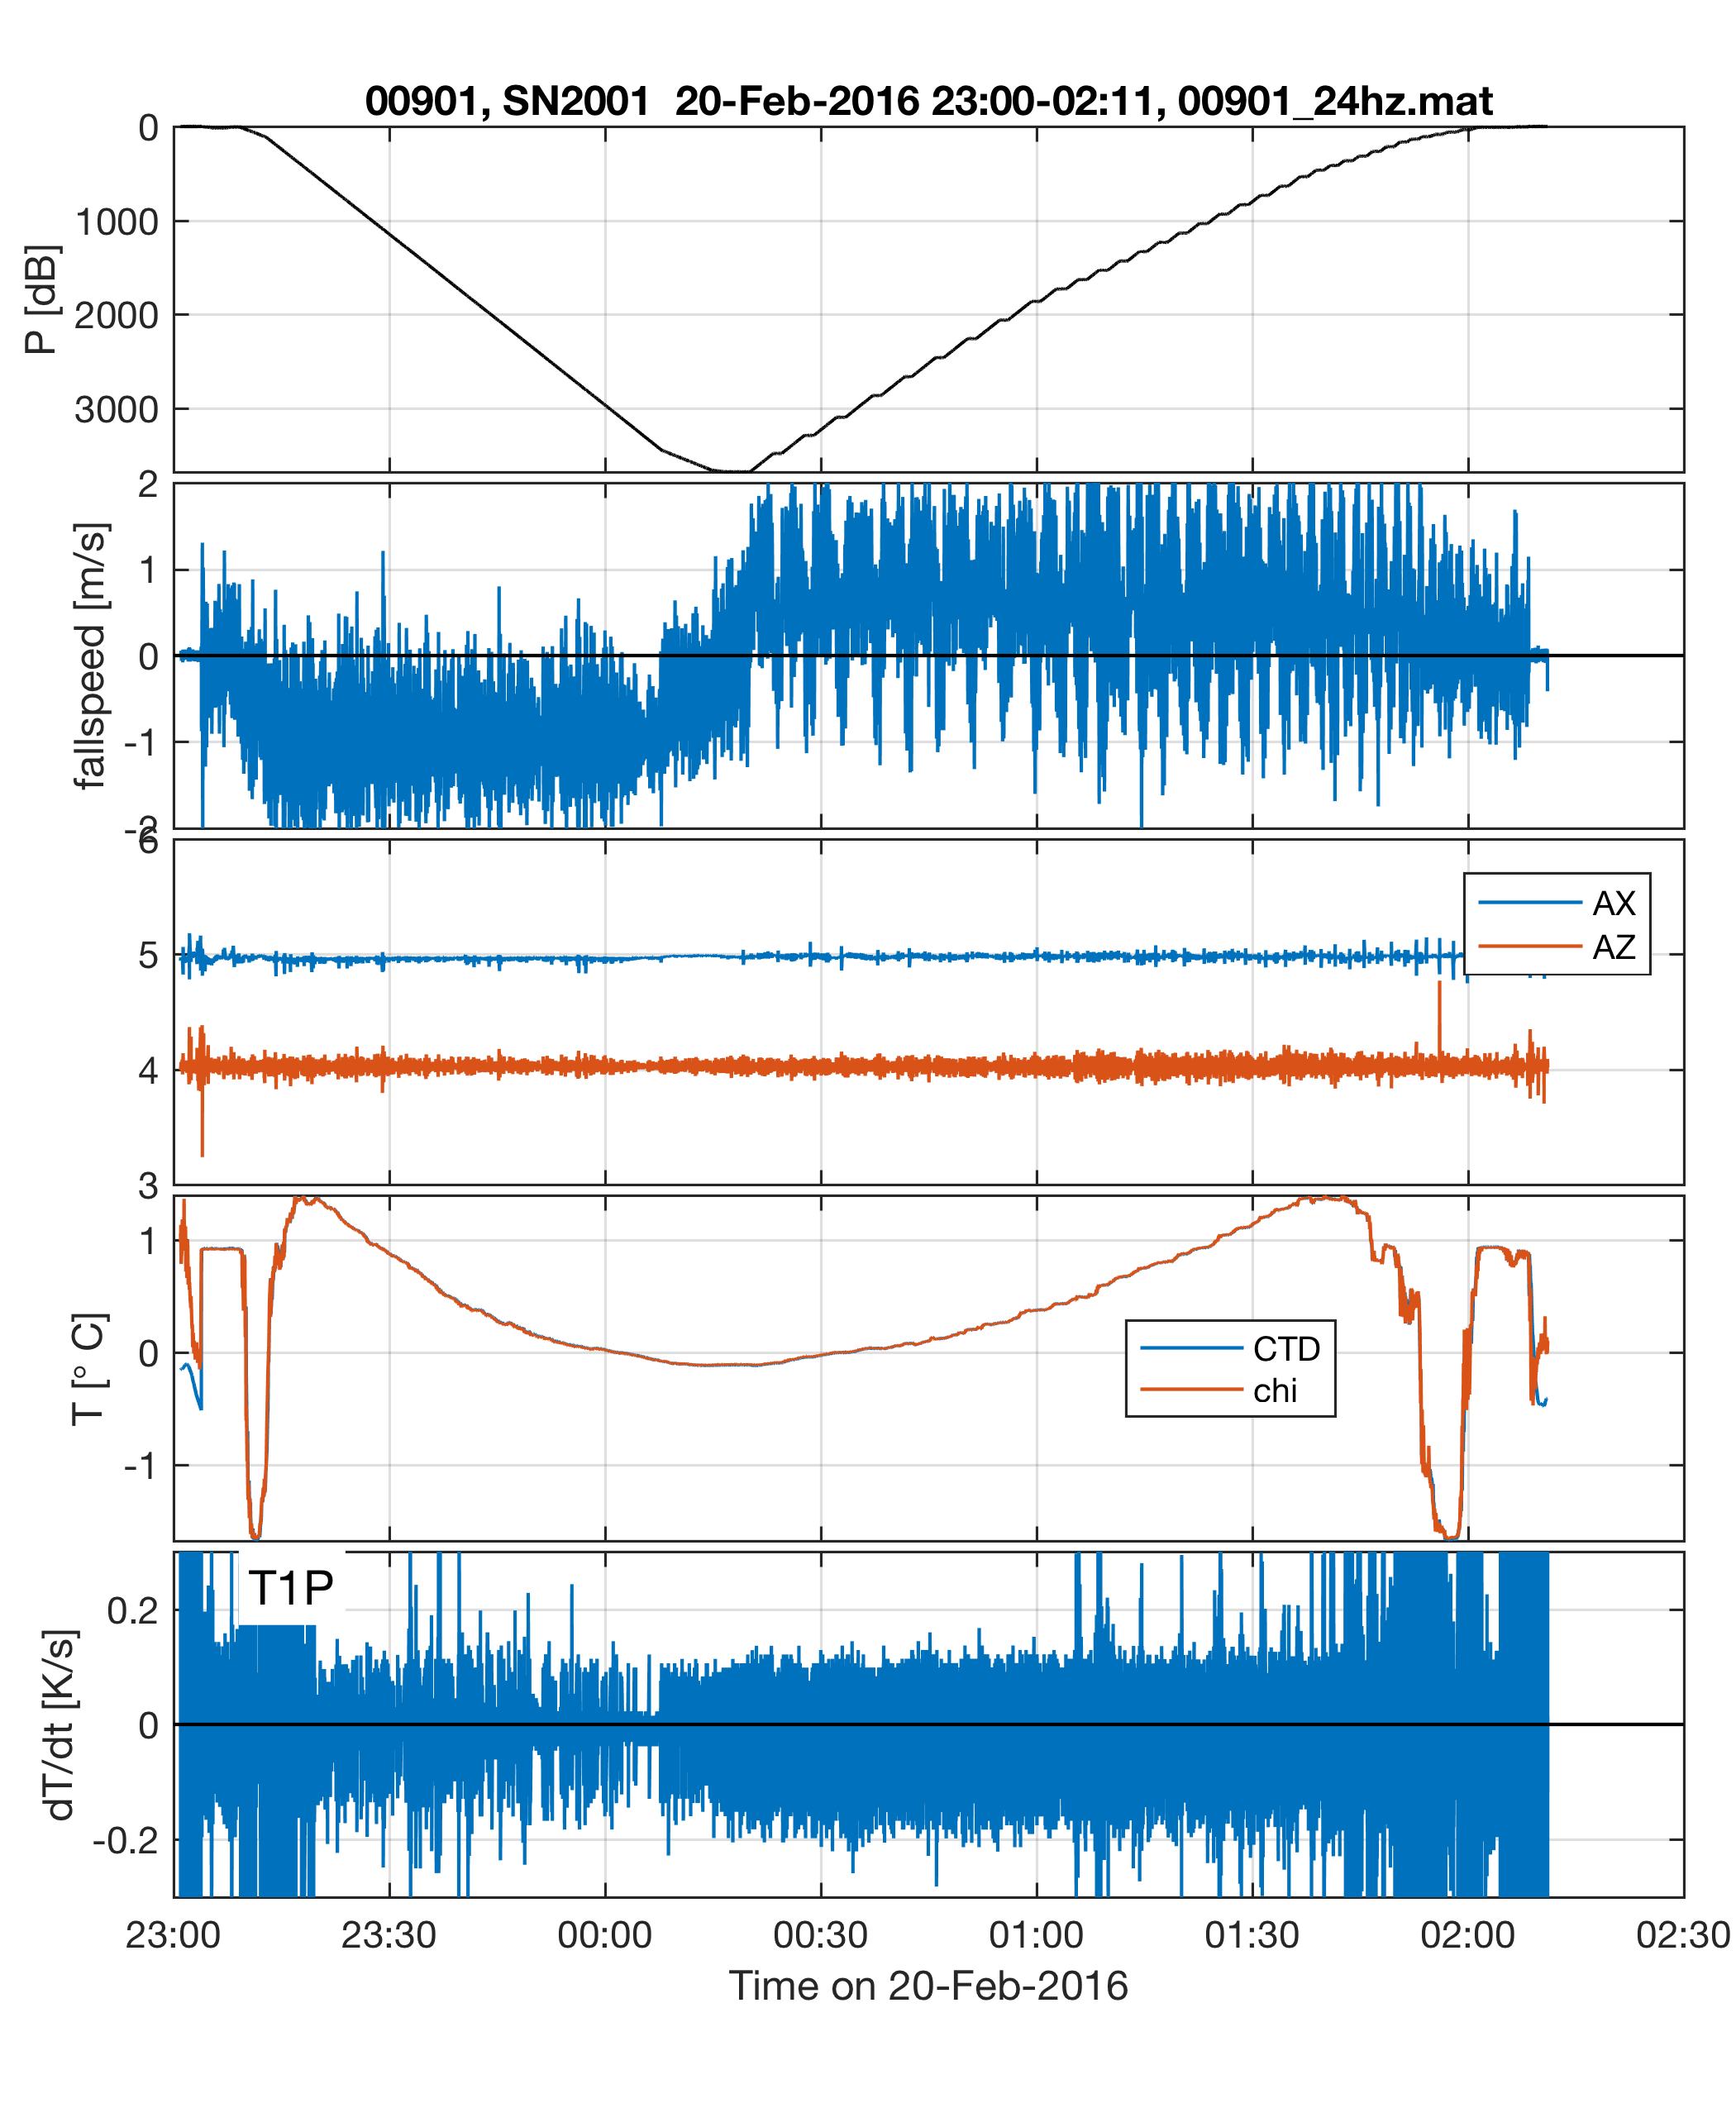 00901, SN2001  20-Feb-2016 23:00-02:11, 00901_24hz.mat
0
1000
2000
3000
P [dB]
2
1
0
-1
-2
fallspeed [m/s]
6
5
4
3
AX
AZ
1
0
-1
T [° C]
CTD
chi
T1P
0.2
0
-0.2
dT/dt [K/s]
23:00 23:30 00:00 00:30 01:00 01:30 02:00 02:30
Time on 20-Feb-2016